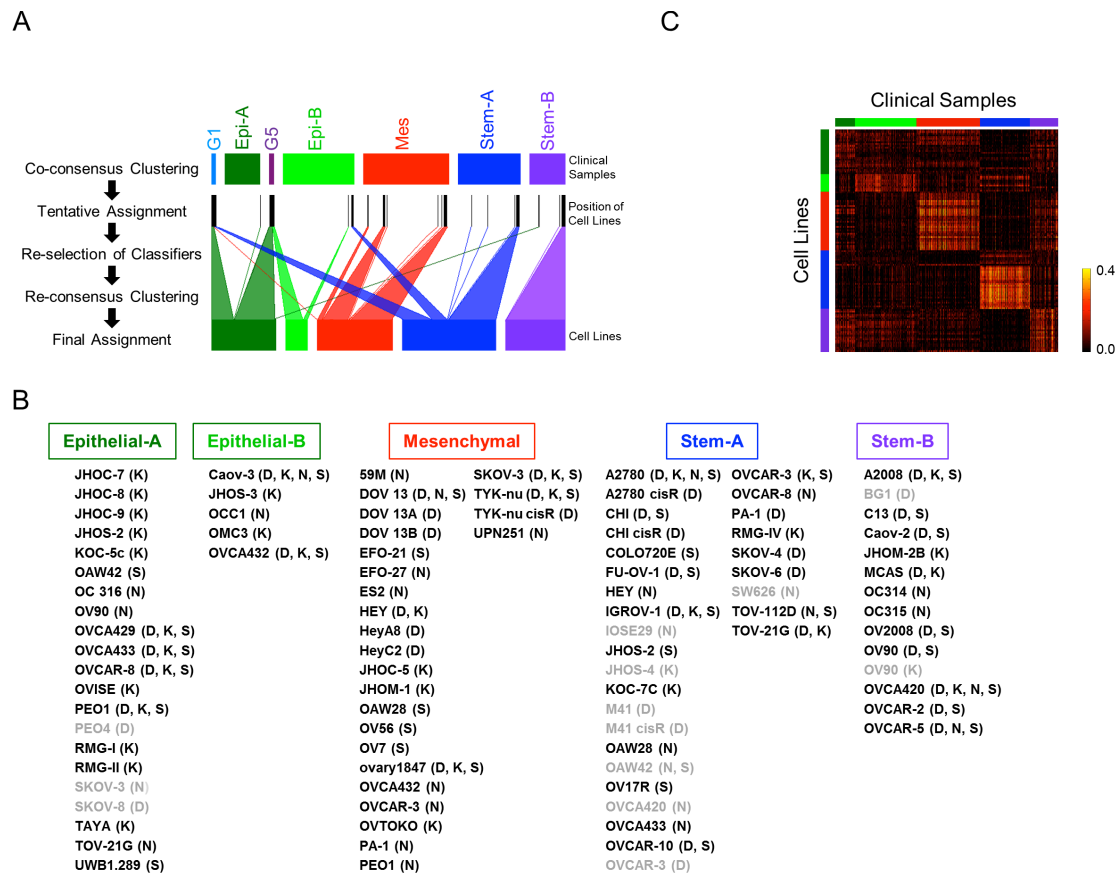 A
C
G1
Epi-A
G5
Epi-B
Mes
Stem-A
Stem-B
Co-consensus Clustering
Tentative Assignment
Re-selection of Classifiers
Re-consensus Clustering
Final Assignment
Clinical
Samples
Position of
Cell Lines
Cell Lines
Clinical Samples
Cell Lines
0.4
0.0
B
Epithelial-A
JHOC-7 (K)
JHOC-8 (K)
JHOC-9 (K)
JHOS-2 (K)
KOC-5c (K)
OAW42 (S)
OC 316 (N)
OV90 (N)
OVCA429 (D, K, S)
OVCA433 (D, K, S)
OVCAR-8 (D, K, S)
OVISE (K)
PEO1 (D, K, S)
PEO4 (D)
RMG-I (K)
RMG-II (K)
SKOV-3 (N)
SKOV-8 (D)
TAYA (K)
TOV-21G (N)
UWB1.289 (S)
Epithelial-B
Caov-3 (D, K, N, S)
JHOS-3 (K)
OCC1 (N)
OMC3 (K)
OVCA432 (D, K, S)
Mesenchymal
59M (N)
DOV 13 (D, N, S)
DOV 13A (D)
DOV 13B (D)
EFO-21 (S)
EFO-27 (N)
ES2 (N)
HEY (D, K)
HeyA8 (D)
HeyC2 (D)
JHOC-5 (K)
JHOM-1 (K)
OAW28 (S)
OV56 (S)
OV7 (S)
ovary1847 (D, K, S)
OVCA432 (N)
OVCAR-3 (N)
OVTOKO (K)
PA-1 (N)
PEO1 (N)
SKOV-3 (D, K, S)
TYK-nu (D, K, S)
TYK-nu cisR (D)
UPN251 (N)
Stem-A
A2780 (D, K, N, S)
A2780 cisR (D)
CHI (D, S)
CHI cisR (D)
COLO720E (S)
FU-OV-1 (D, S)
HEY (N)
IGROV-1 (D, K, S)
IOSE29 (N)
JHOS-2 (S)
JHOS-4 (K)
KOC-7C (K)
M41 (D)
M41 cisR (D)
OAW28 (N)
OAW42 (N, S)
OV17R (S)
OVCA420 (N)
OVCA433 (N)
OVCAR-10 (D, S)
OVCAR-3 (D)
OVCAR-3 (K, S)
OVCAR-8 (N)
PA-1 (D)
RMG-IV (K)
SKOV-4 (D)
SKOV-6 (D)
SW626 (N)
TOV-112D (N, S)
TOV-21G (D, K)
Stem-B
A2008 (D, K, S)
BG1 (D)
C13 (D, S)
Caov-2 (D, S)
JHOM-2B (K)
MCAS (D, K)
OC314 (N)
OC315 (N)
OV2008 (D, S)
OV90 (D, S)
OV90 (K)
OVCA420 (D, K, N, S)
OVCAR-2 (D, S)
OVCAR-5 (D, N, S)